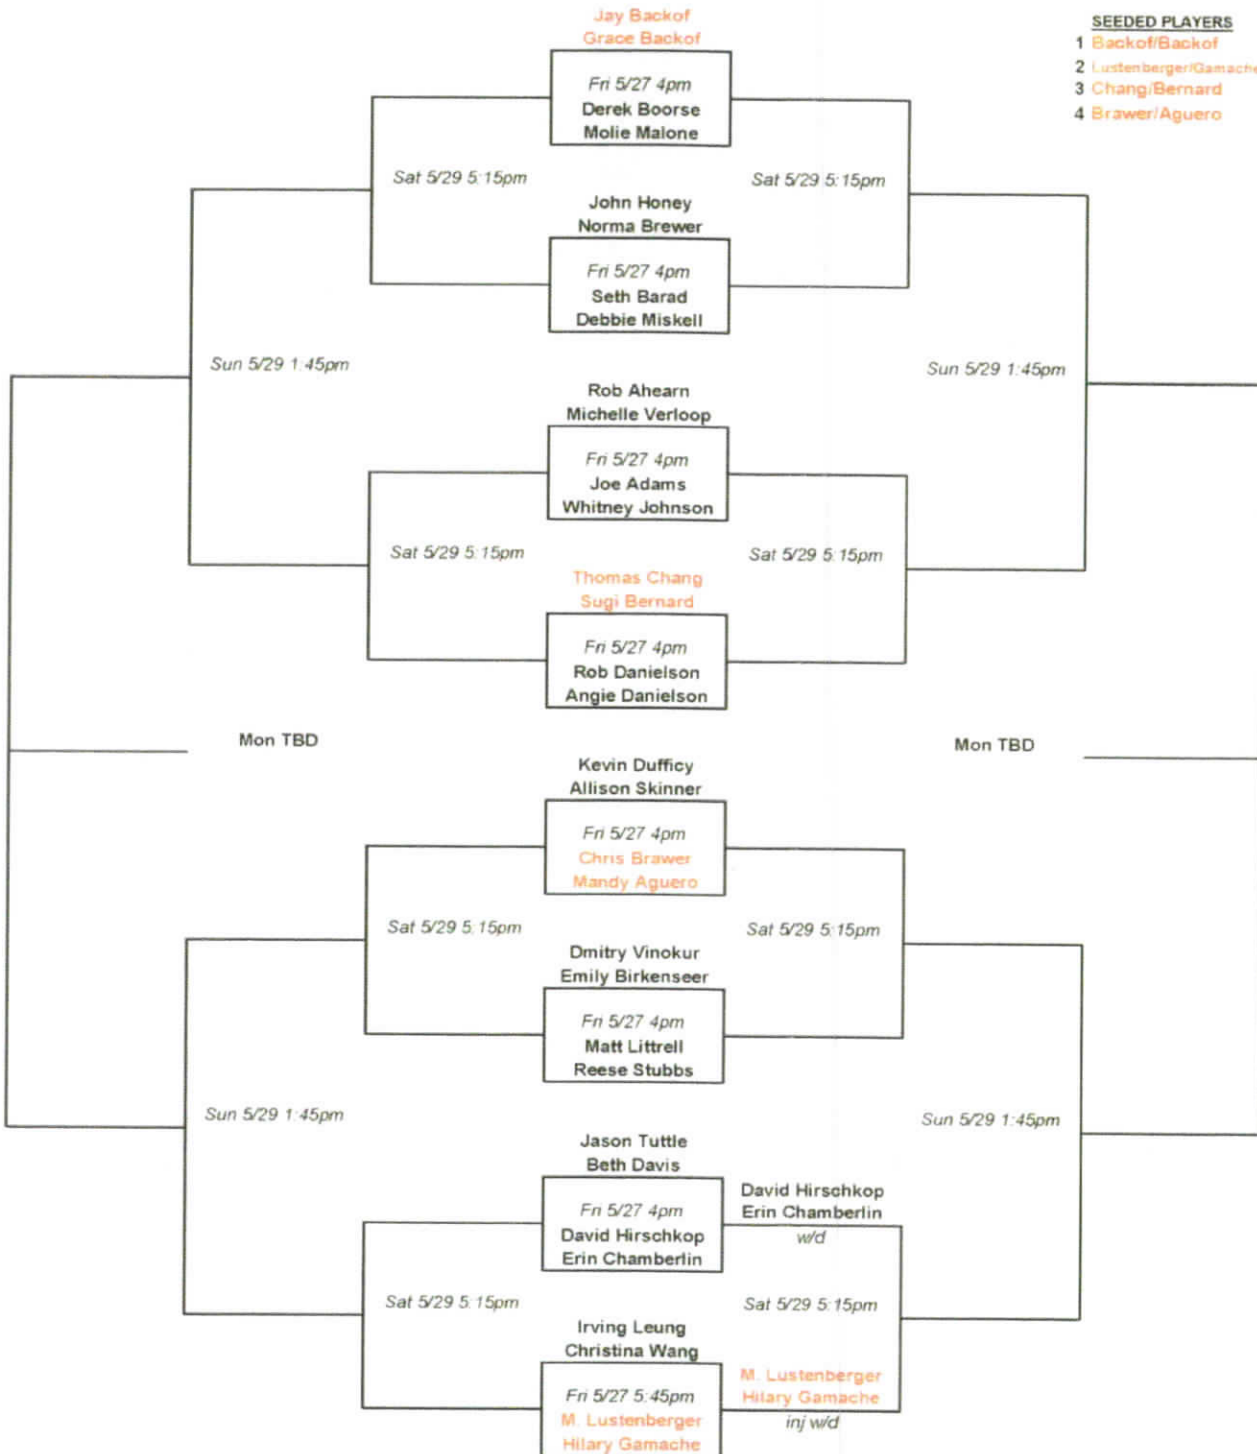 Jay Backof
Grace Backof
SEEDED PLAYERS
1 Backof/Backof
2 Lustenberger/Gamache
3 Chang/Bernard
4 Brawer/Aguero
Fri 5/27 4pm
Derek Boorse
Molie Malone
Sat 5/29 5:15pm
Sat 5/29 5:15pm
John Honey
Norma Brewer
Fri 5/27 4pm
Seth Barad
Debbie Miskell
Sun 5/29 1:45pm
Sun 5/29 1:45pm
Rob Ahearn
Michelle Verloop
Fri 5/27 4pm
Joe Adams
Whitney Johnson
Sat 5/29 5:15pm
Sat 5/29 5:15pm
Thomas Chang
Sugi Bernard
Fri 5/27 4pm
Rob Danielson
Angie Danielson
Mon TBD
Mon TBD
Kevin Dufficy
Allison Skinner
Fri 5/27 4pm
Chris Brawer
Mandy Aguero
Sat 5/29 5:15pm
Sat 5/29 5:15pm
Dmitry Vinokur
Emily Birkenseer
Fri 5/27 4pm
Matt Littrell
Reese Stubbs
Sun 5/29 1:45pm
Sun 5/29 1:45pm
Jason Tuttle
Beth Davis
Fri 5/27 4pm
David Hirschkop
Erin Chamberlin
David Hirschkop
Erin Chamberlin
w/d
Sat 5/29 5:15pm
Sat 5/29 5:15pm
Irving Leung
Christina Wang
Fri 5/27 5:45pm
M. Lustenberger
Hilary Gamache
M. Lustenberger
Hilary Gamache
inj w/d